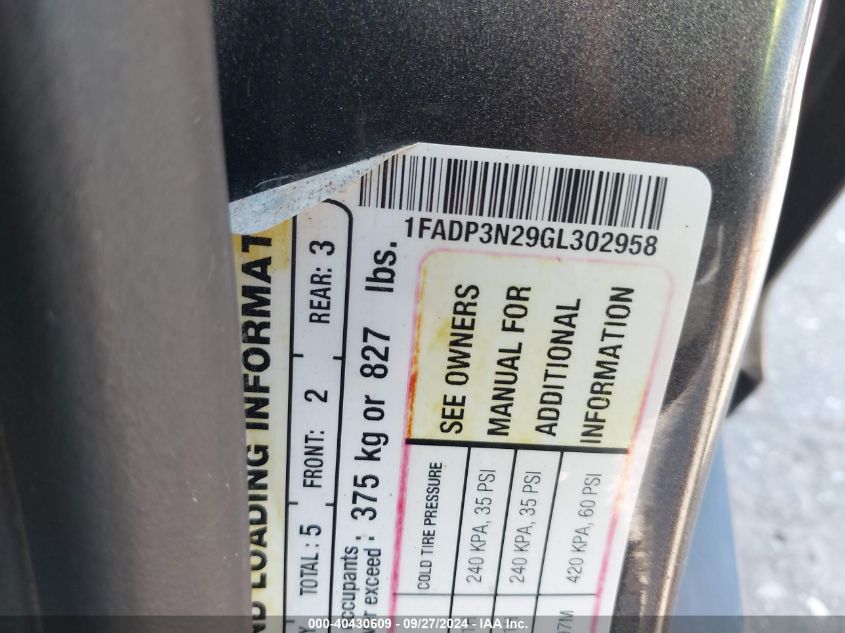 1FADP3N29GL302958
ND LOADING INFORMAT
TOTAL : 5 FRONT: 2 REAR: 3
ccupants
r exceed : 375 kg or 827 lbs.
COLD TIRE PRESSURE
240 KPA, 35 PSI
240 KPA, 35 PSI
420 KPA, 60 PSI
97M
SEE OWNERS
MANUAL FOR
ADDITIONAL
INFORMATION
000-40430609 - 09/27/2024 - IAA Inc.